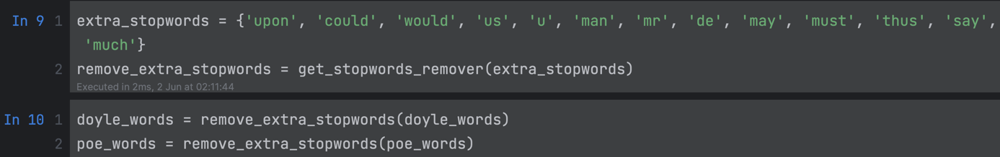 In 9 1 extra_stopwords = {'upon', 'could', 'would', 'us', 'u', 'man', 'mr', 'de', 'may', 'must', 'thus', 'say',
'much'}
2 remove_extra_stopwords = get_stopwords_remover(extra_stopwords)
Executed in 2ms, 2 Jun at 02:11:44
In 10 1 doyle_words = remove_extra_stopwords(doyle_words)
2 poe_words = remove_extra_stopwords(poe_words)